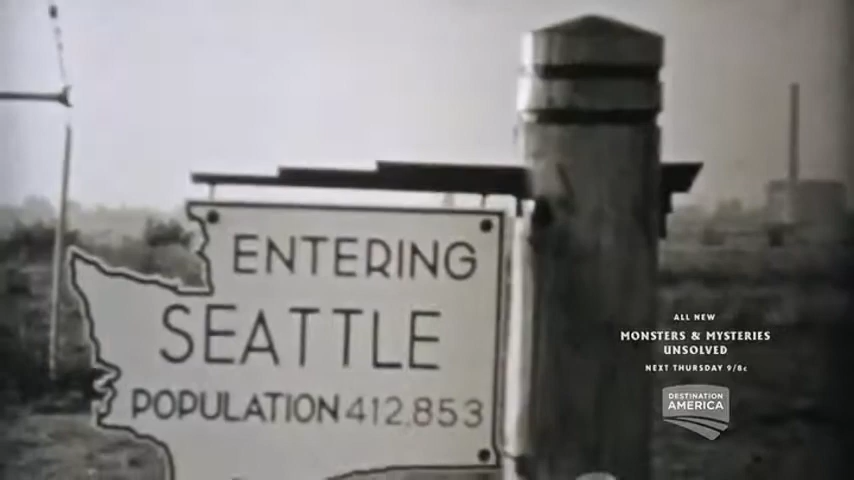 ENTERING
SEATTLE
POPULATION 412,853
ALL NEW
MONSTERS & MYSTERIES
UNSOLVED
NEXT THURSDAY 9/8c
DESTINATION
AMERICA